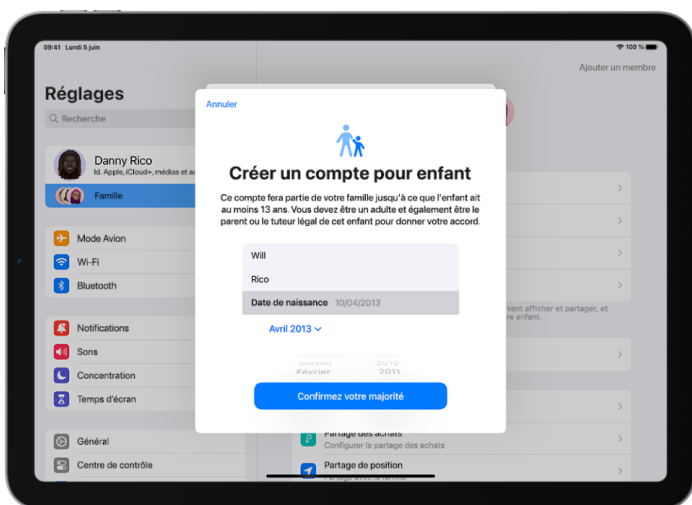 09:41 Lundi 5 juin
100 %
Ajouter un membre
Réglages
Recherche
Danny Rico
Id. Apple, iCloud+, médias et
Famille
Mode Avion
Wi-Fi
Bluetooth
Notifications
Sons
Concentration
Temps d'écran
Général
Centre de contrôle
Annuler
Créer un compte pour enfant
Ce compte fera partie de votre famille jusqu'à ce que l'enfant ait
au moins 13 ans. Vous devez être un adulte et également être le
parent ou le tuteur légal de cet enfant pour donner votre accord.
Will
Rico
Date de naissance 10/04/2013
Avril 2013
Janvier 2010
Février 2011
Confirmez votre majorité
vent afficher et partager, et
re enfant.
Partage des achats
Configurer le partage des achats
Partage de position
Partagé avec la famille